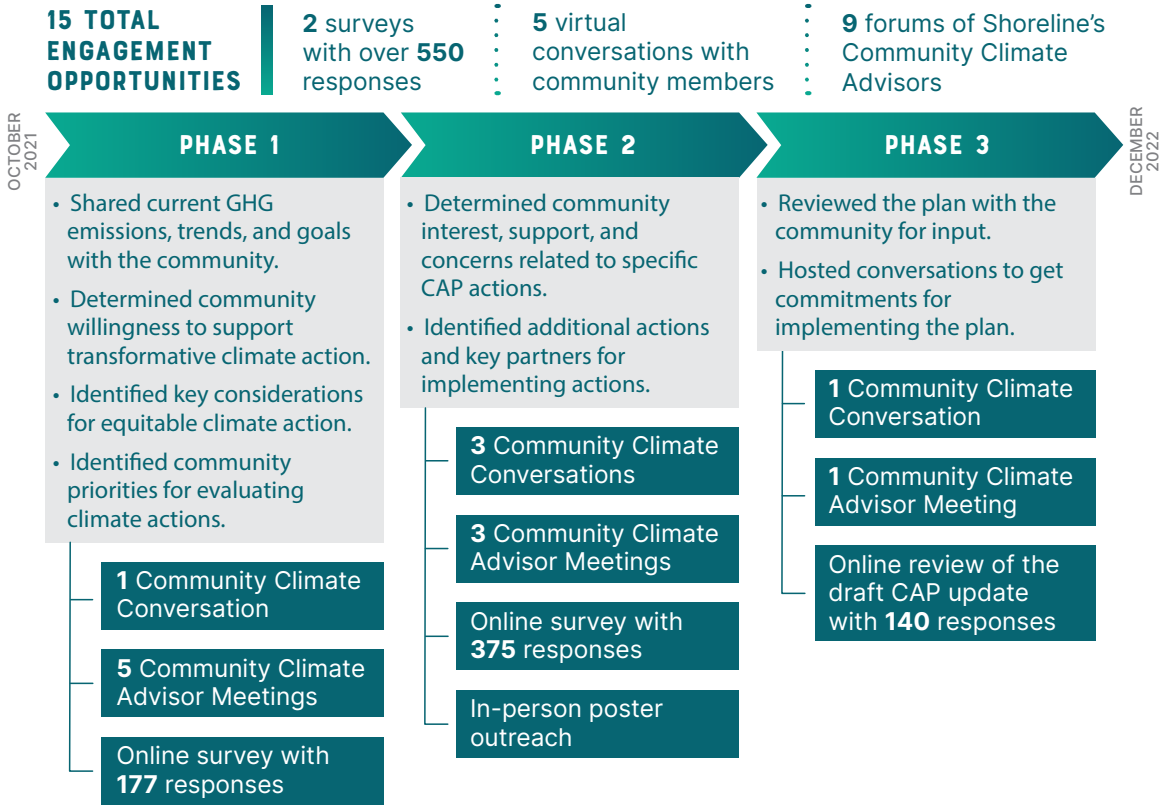 15 TOTAL
ENGAGEMENT
OPPORTUNITIES
2 surveys
with over 550
responses
5 virtual
conversations with
community members
9 forums of Shoreline's
Community Climate
Advisors
OCTOBER
2021
PHASE 1
PHASE 2
PHASE 3
DECEMBER
2022
• Shared current GHG
emissions, trends, and goals
with the community.
• Determined community
willingness to support
transformative climate action.
• Identified key considerations
for equitable climate action.
• Identified community
priorities for evaluating
climate actions.
1 Community Climate
Conversation
5 Community Climate
Advisor Meetings
Online survey with
177 responses
• Determined community
interest, support, and
concerns related to specific
CAP actions.
• Identified additional actions
and key partners for
implementing actions.
3 Community Climate
Conversations
3 Community Climate
Advisor Meetings
Online survey with
375 responses
In-person poster
outreach
• Reviewed the plan with the
community for input.
• Hosted conversations to get
commitments for
implementing the plan.
1 Community Climate
Conversation
1 Community Climate
Advisor Meeting
Online review of the
draft CAP update
with 140 responses